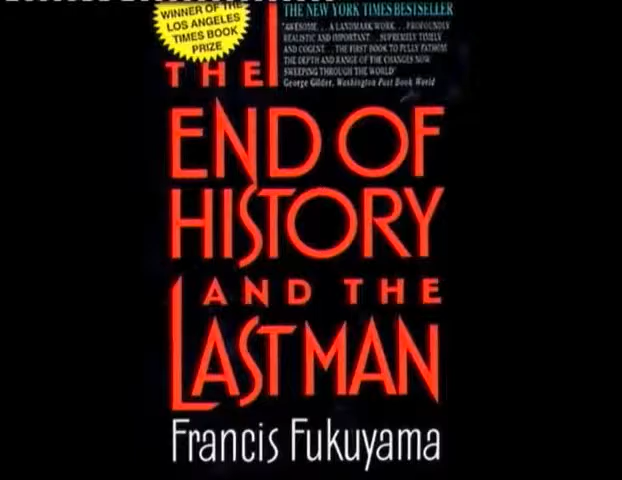 WINNER OF THE
LOS ANGELES
TIMES BOOK
PRIZE
THE NEW YORK TIMES BESTSELLER
"AWESOME . . . A LANDMARK WORK . . . PROFOUNDLY
REALISTIC AND IMPORTANT . . . SUPREMELY TIMELY
AND COGENT . . . THE FIRST BOOK TO FULLY FATHOM
THE DEPTH AND RANGE OF THE CHANGES NOW
SWEEPING THROUGH THE WORLD"
George Gilder, Washington Post Book World
THE
END OF
HISTORY
AND THE
LAST MAN
Francis Fukuyama